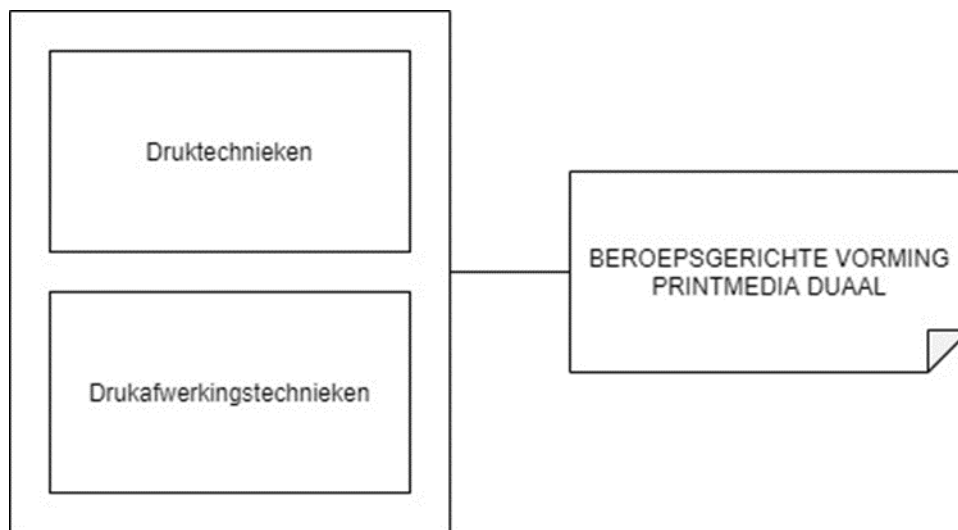 Druktechnieken
Drukafwerkingstechnieken
BEROEPSGERICHTE VORMING
PRINTMEDIA DUAAL